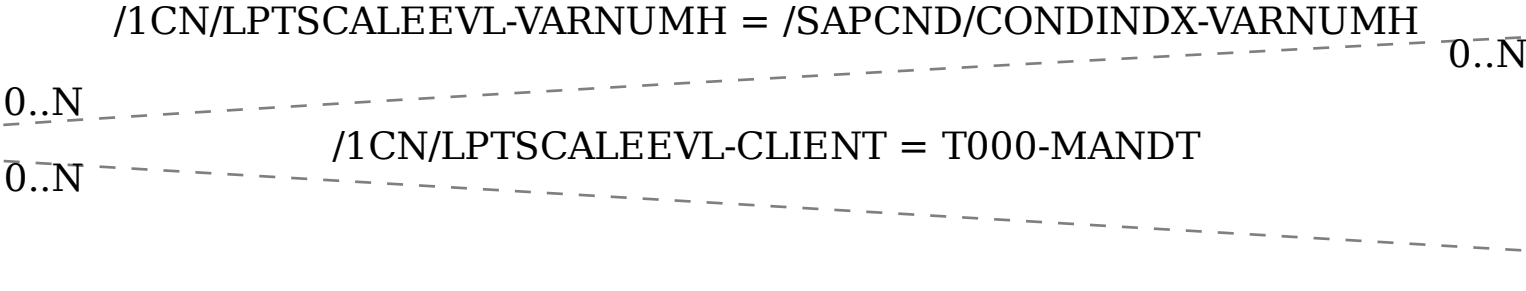 /1CN/LPTSCALEEVL-VARNUMH = /SAPCND/CONDINDX-VARNUMH
0..N
0..N
/1CN/LPTSCALEEVL-CLIENT = T000-MANDT
0..N